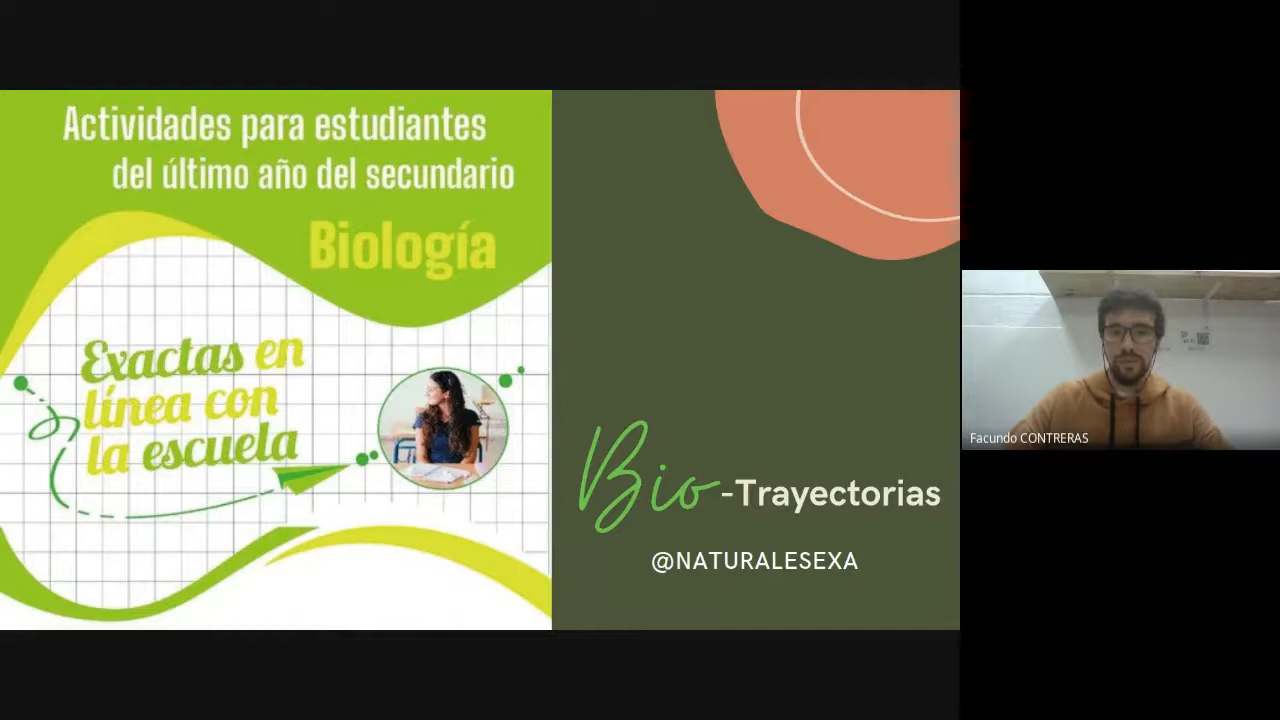 Actividades para estudiantes
del último año del secundario
Biología
Exactas en
línea con
la escuela
Bio-Trayectorias
@NATURALESEXA
Facundo CONTRERAS